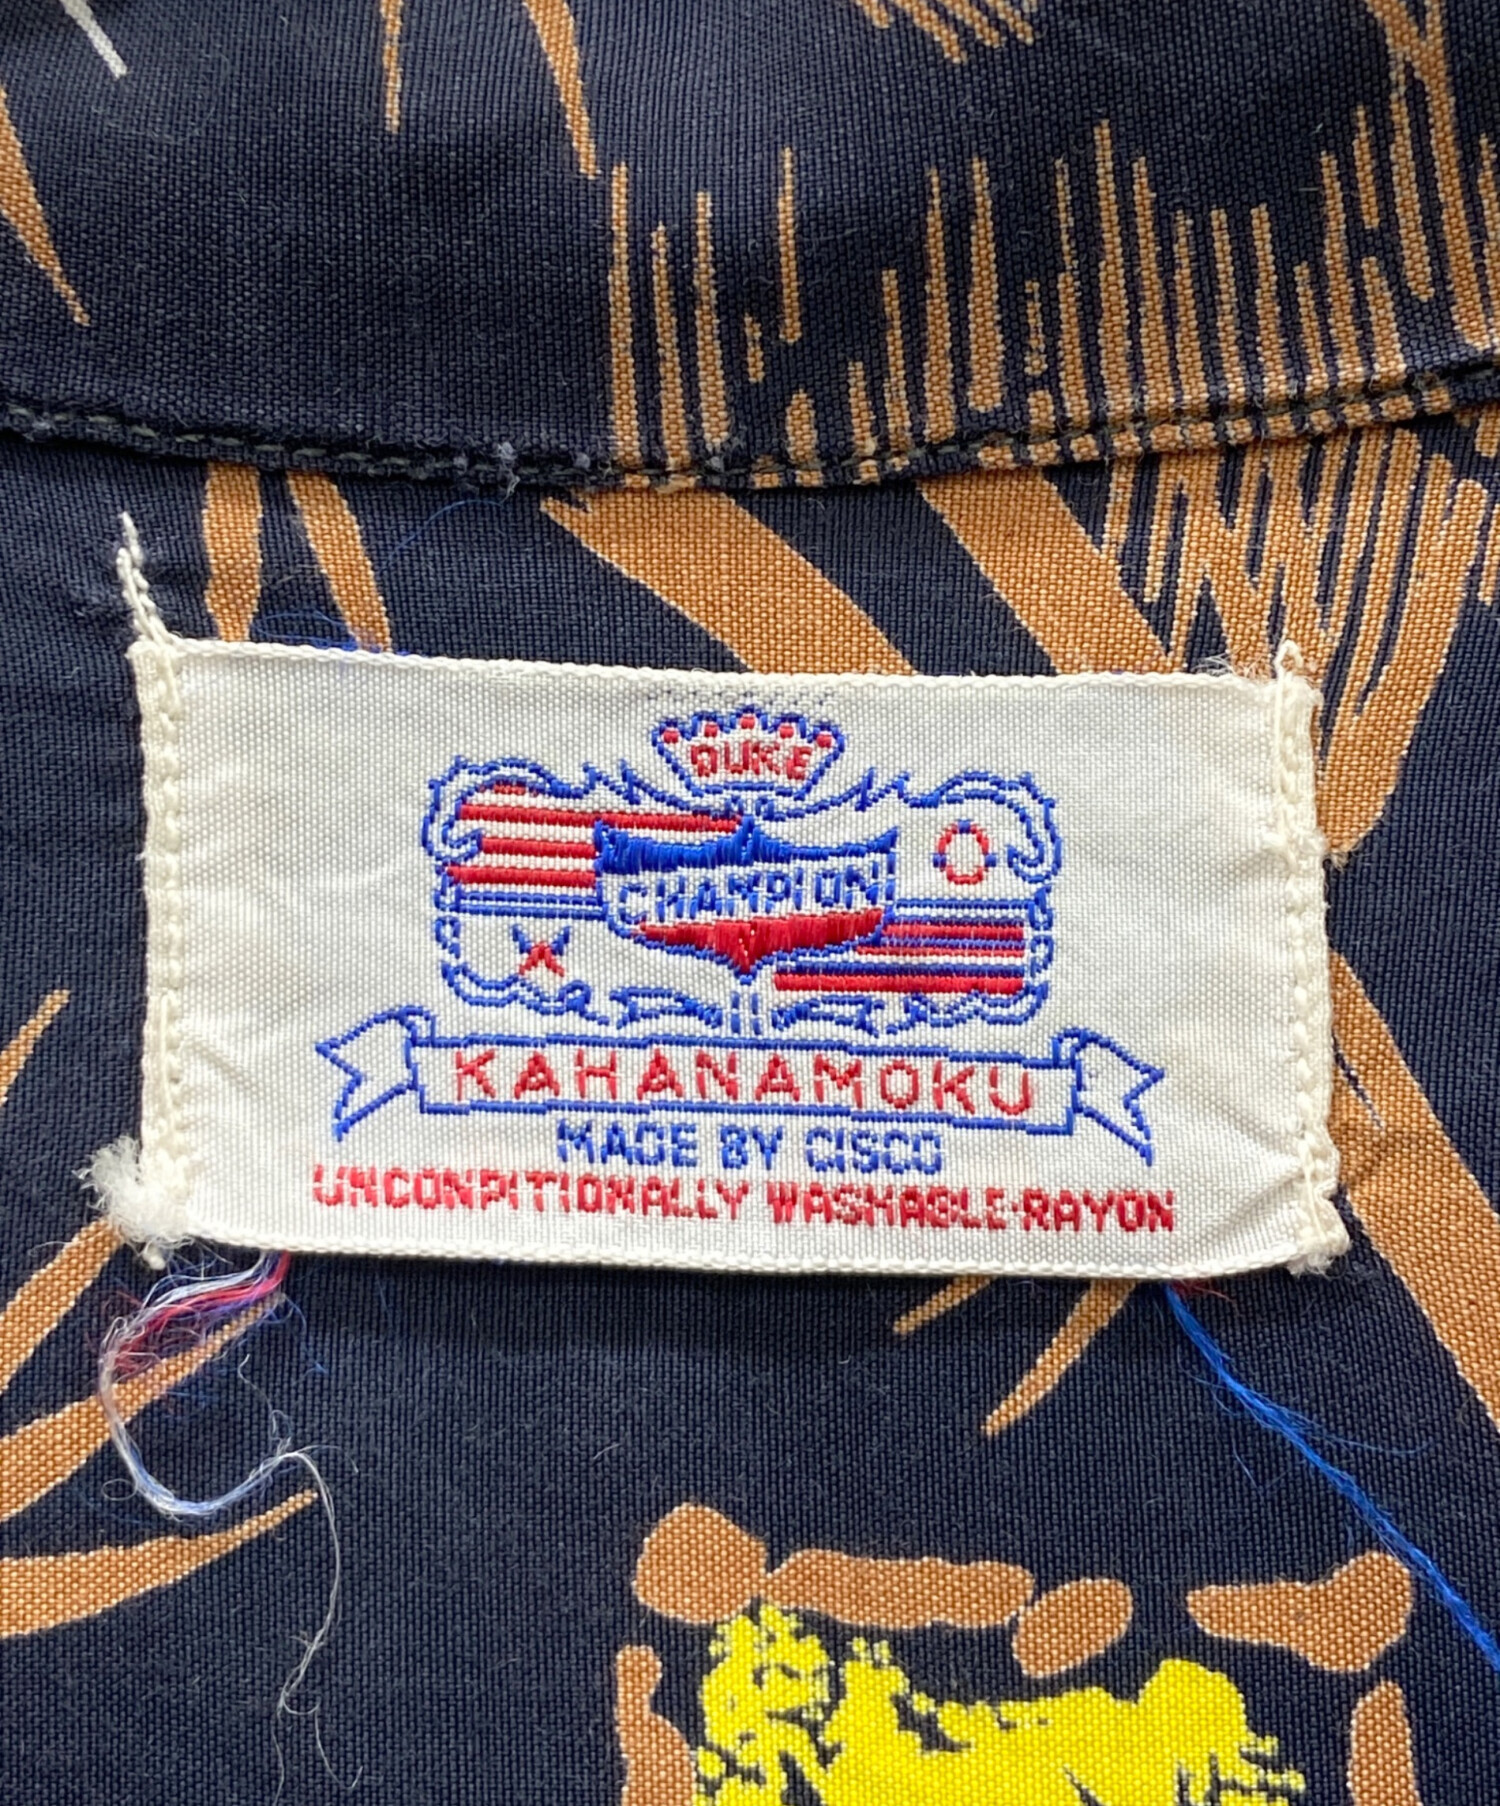 DUKE
CHAMPION
KAHANAMOKU
MADE BY CISCO
UNCONDITIONALLY WASHABLE·RAYON